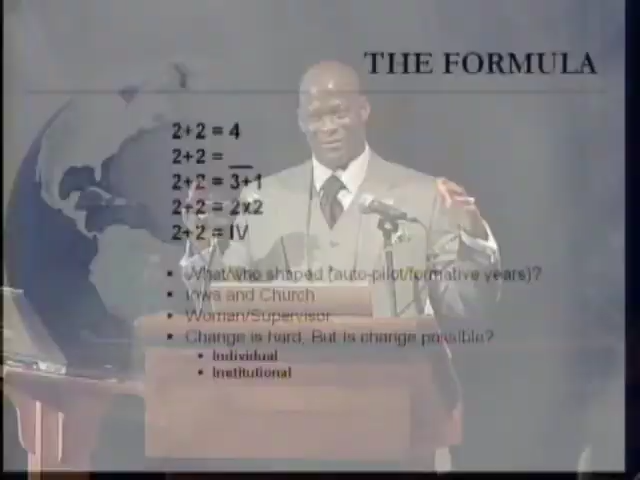 THE FORMULA
2+2 = 4
2+2 = __
2+2 = 3+1
2+2 = 2x2
2+2 = IV
What/who shaped (auto-pilot/formative years)?
Iowa and Church
Woman/Supervisor
Change is hard, But is change possible?
Individual
Institutional